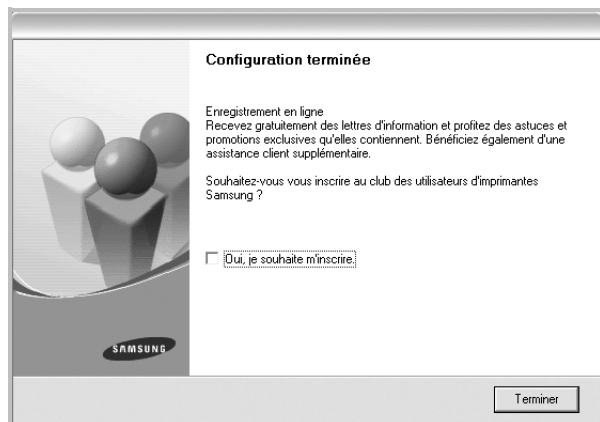 Configuration terminée
Enregistrement en ligne
Recevez gratuitement des lettres d'information et profitez des astuces et
promotions exclusives qu'elles contiennent. Bénéficiez également d'une
assistance client supplémentaire.
Souhaitez-vous vous inscrire au club des utilisateurs d'imprimantes
Samsung ?
Oui, je souhaite m'inscrire.
SAMSUNG
Terminer